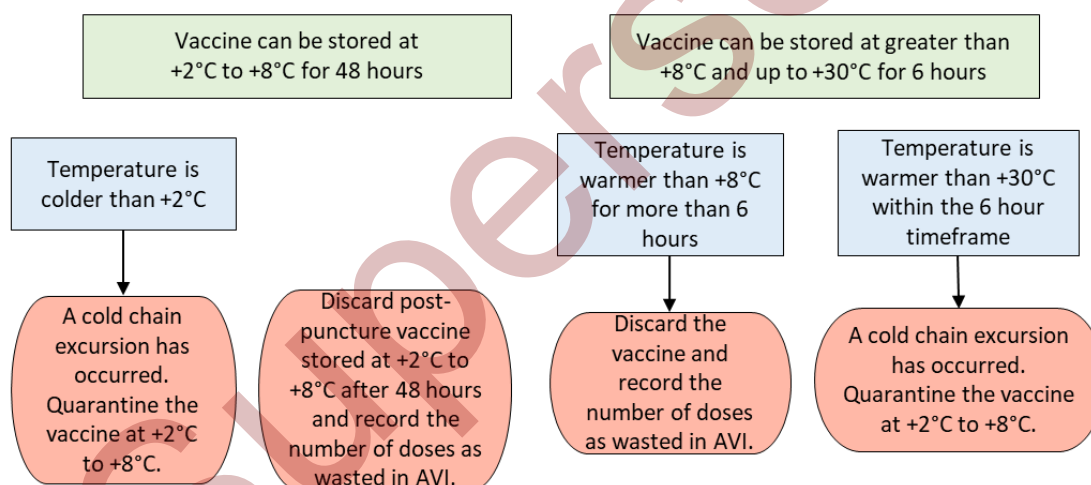 Vaccine can be stored at
+2°C to +8°C for 48 hours
Vaccine can be stored at greater than
+8°C and up to +30°C for 6 hours
Temperature is
colder than +2°C
Temperature is
warmer than +8°C
for more than 6
hours
Temperature is
warmer than +30°C
within the 6 hour
timeframe
A cold chain
excursion has
occurred.
Quarantine the
vaccine at +2°C
to +8°C.
Discard post-
puncture vaccine
stored at +2°C to
+8°C after 48 hours
and record the
number of doses as
wasted in AVI.
Discard the
vaccine and
record the
number of doses
as wasted in AVI.
A cold chain excursion
has occurred.
Quarantine the vaccine
at +2°C to +8°C.